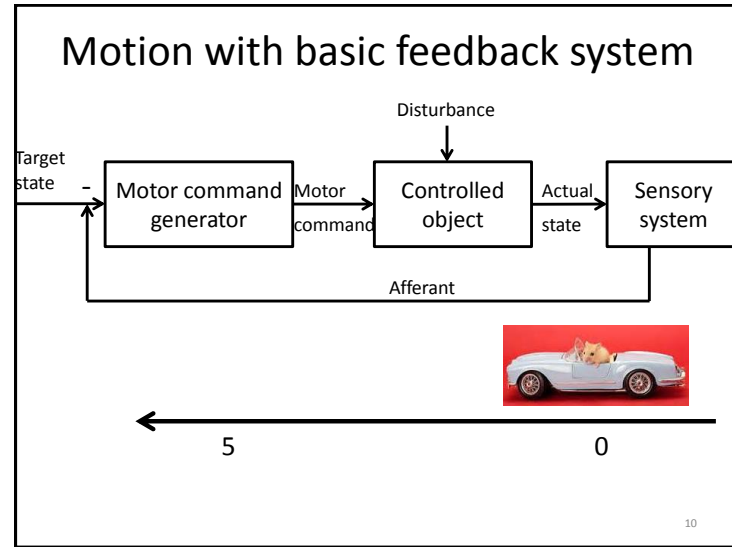 Motion with basic feedback system
Disturbance
Target
state
-
Motor command
generator
Motor
command
Controlled
object
Actual
state
Sensory
system
Afferant
5
0
10